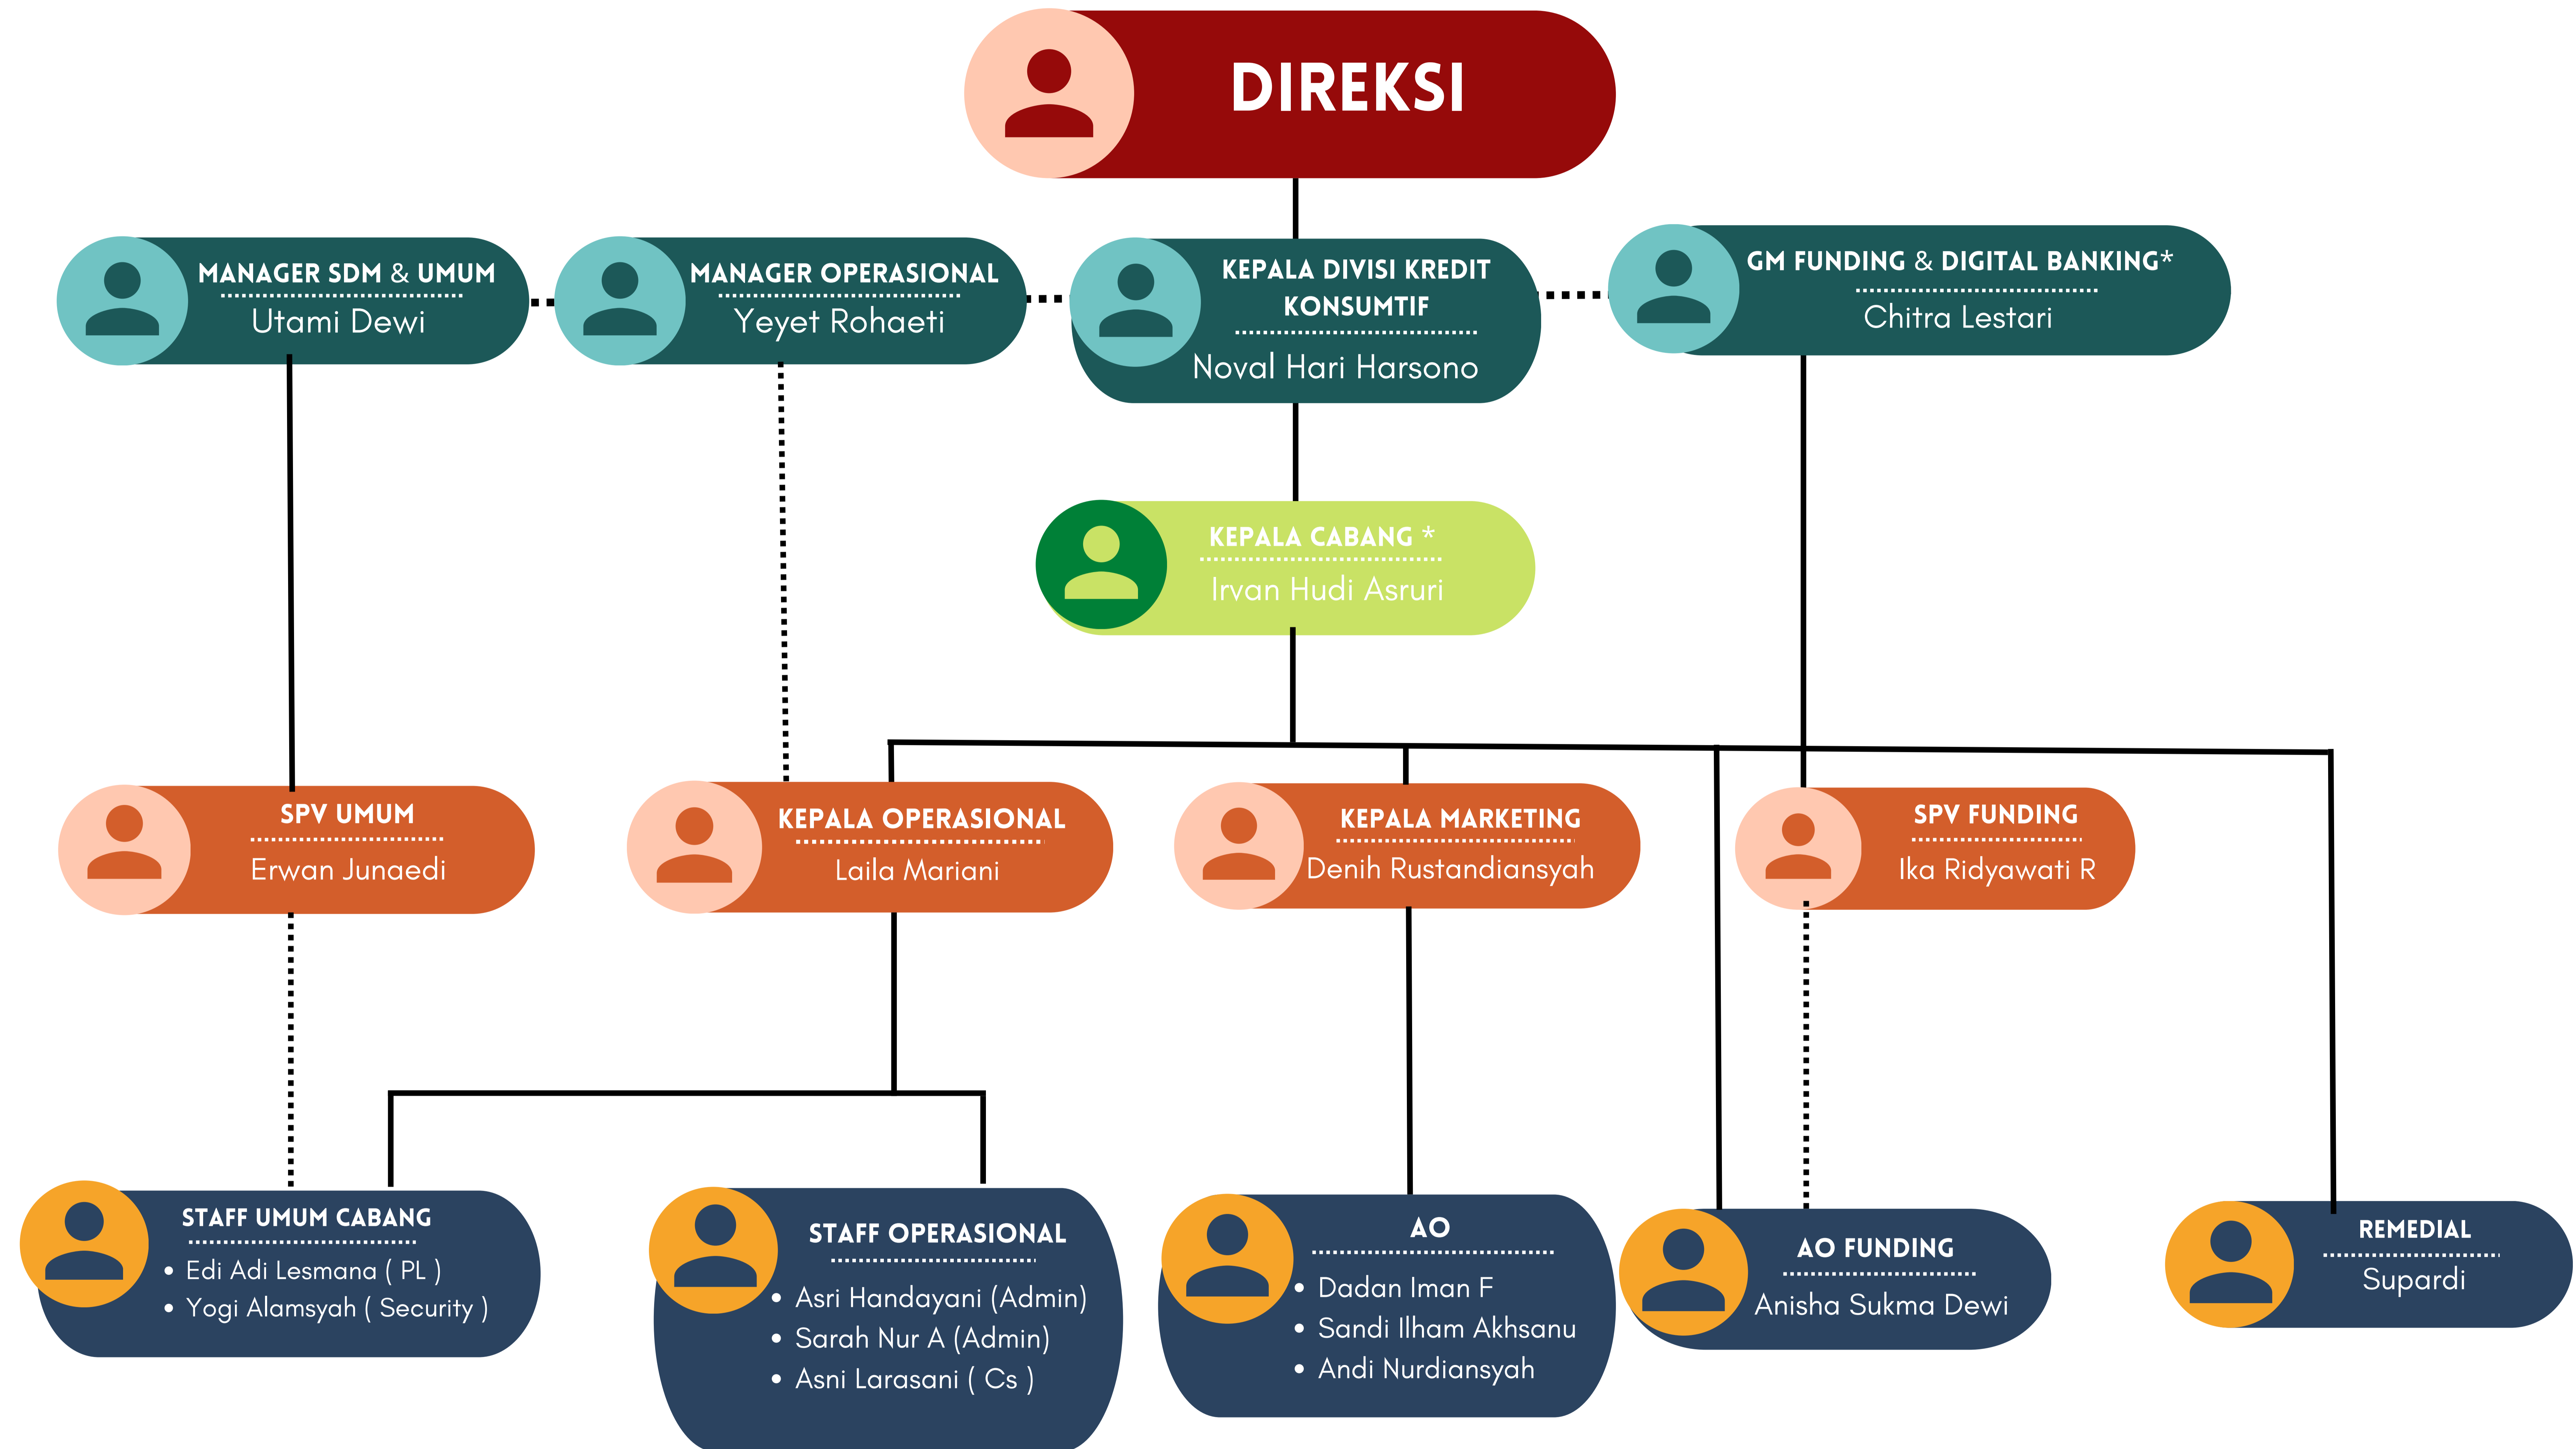 DIREKSI
MANAGER SDM & UMUM
Utami Dewi
MANAGER OPERASIONAL
Yeyet Rohaeti
KEPALA DIVISI KREDIT
KONSUMTIF
Noval Hari Harsono
GM FUNDING & DIGITAL BANKING*
Chitra Lestari
KEPALA CABANG *
Irvan Hudi Asruri
SPV UMUM
Erwan Junaedi
KEPALA OPERASIONAL
Laila Mariani
KEPALA MARKETING
Denih Rustandiansyah
SPV FUNDING
Ika Ridyawati R
STAFF UMUM CABANG
• Edi Adi Lesmana ( PL )
• Yogi Alamsyah ( Security )
STAFF OPERASIONAL
• Asri Handayani (Admin)
• Sarah Nur A (Admin)
• Asni Larasani ( Cs )
AO
• Dadan Iman F
• Sandi Ilham Akhsanu
• Andi Nurdiansyah
AO FUNDING
Anisha Sukma Dewi
REMEDIAL
Supardi